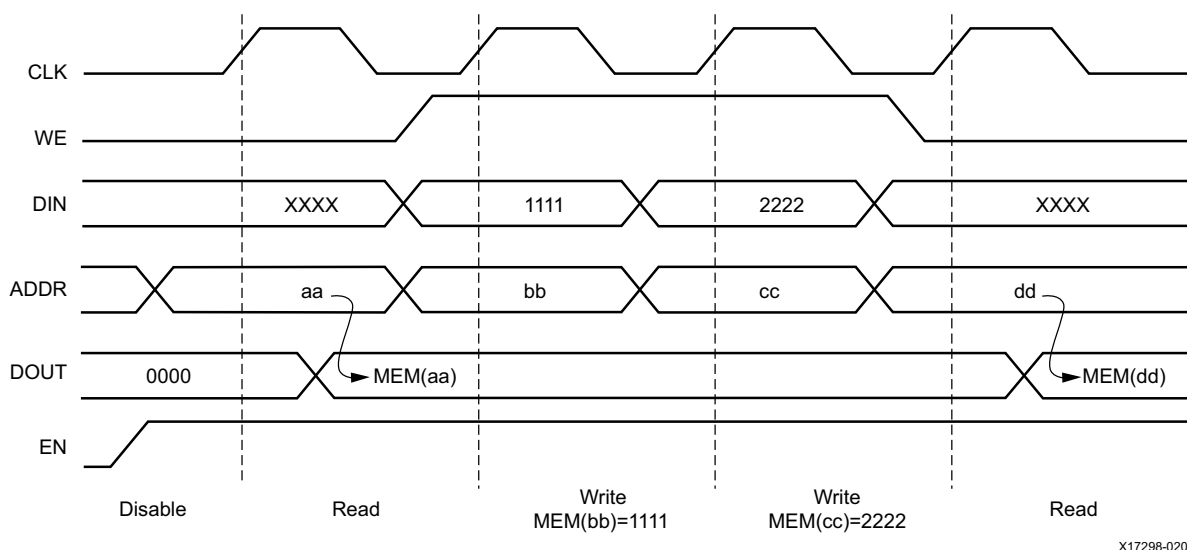 CLK
WE
DIN XXXX 1111 2222 XXXX
ADDR aa bb cc dd
DOUT 0000 MEM(aa) MEM(dd)
EN
Disable Read Write Write Read
MEM(bb)=1111 MEM(cc)=2222
X17298-020